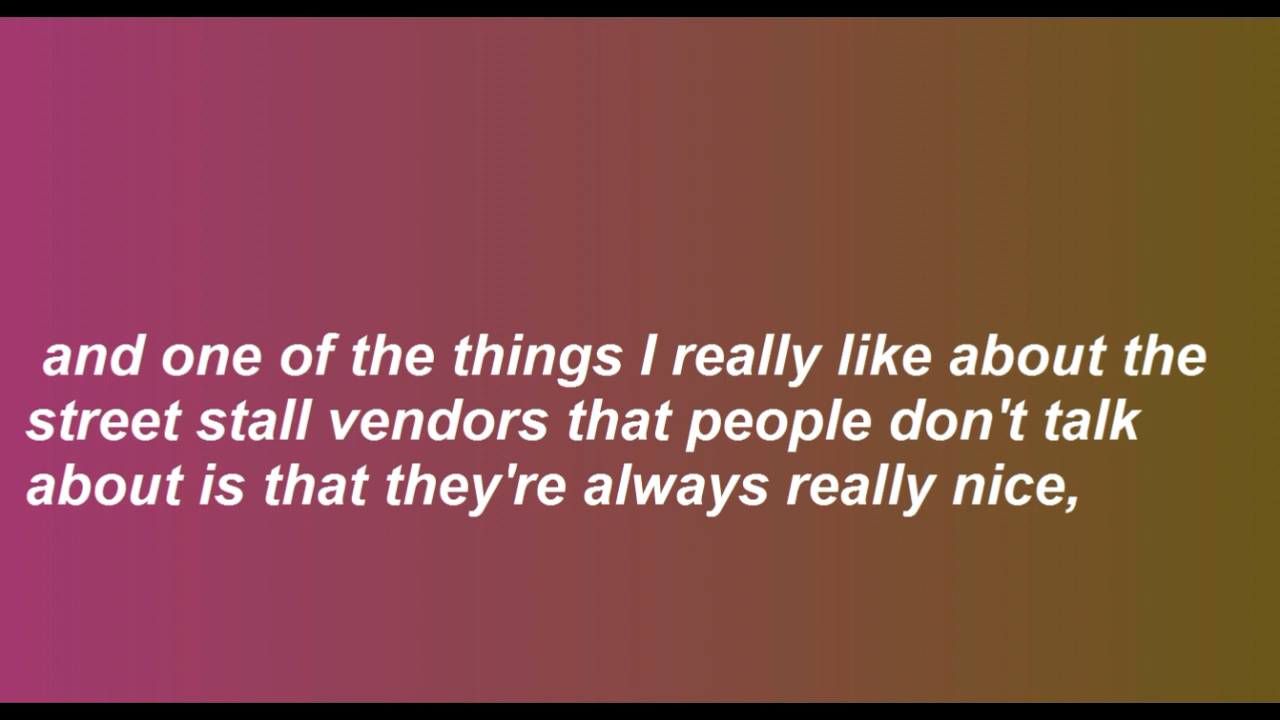 and one of the things I really like about the
street stall vendors that people don't talk
about is that they're always really nice,